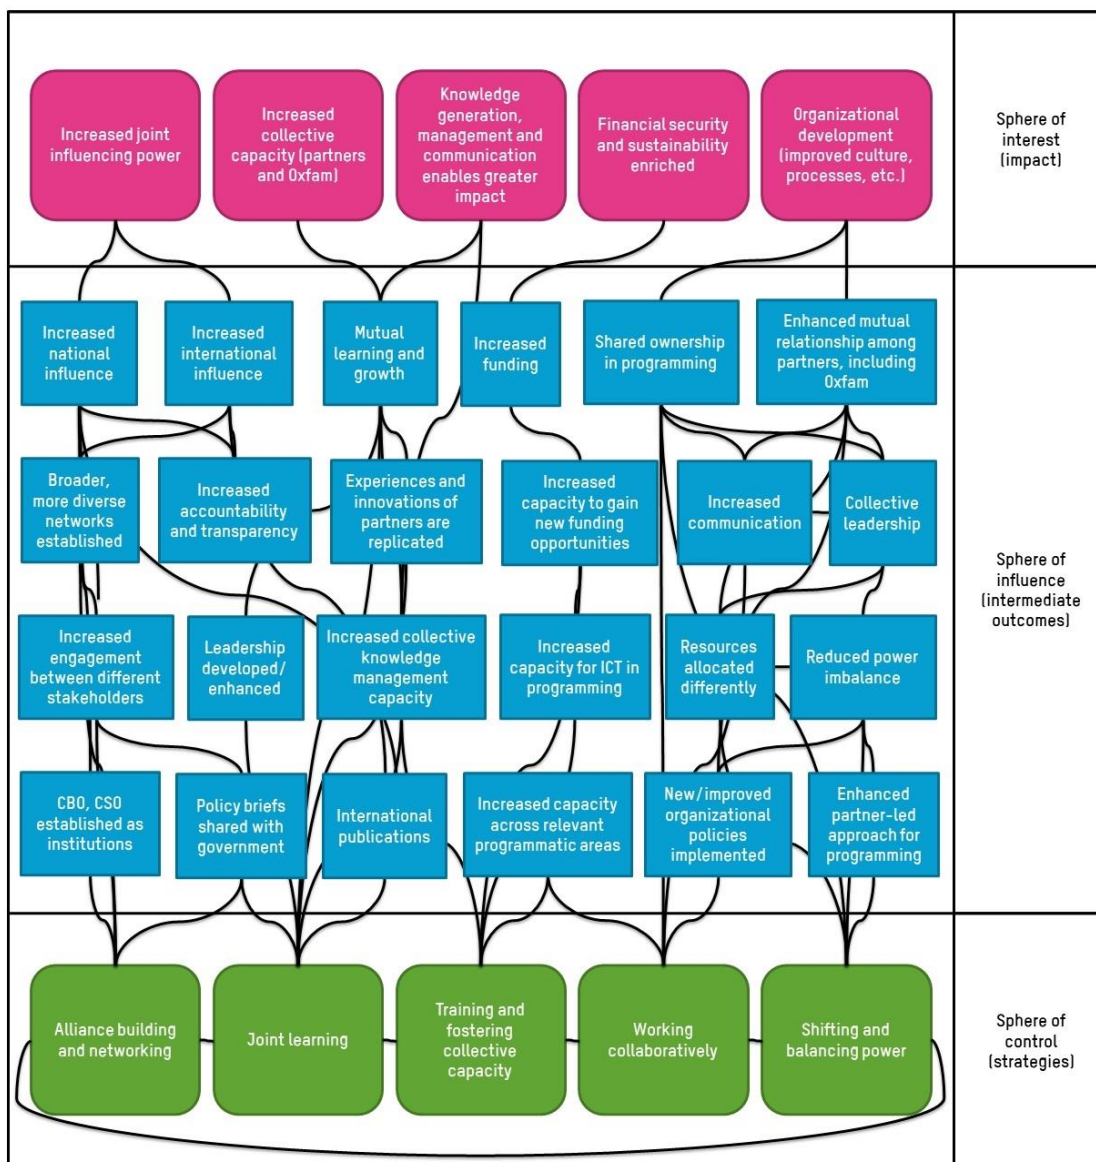 Increased joint
influencing power
Increased
collective
capacity (partners
and Oxfam)
Knowledge
generation,
management and
communication
enables greater
impact
Financial security
and sustainability
enriched
Organizational
development
(improved culture,
processes, etc.)
Sphere of
interest
(impact)
Increased
national
influence
Increased
international
influence
Mutual
learning and
growth
Increased
funding
Shared ownership
in programming
Enhanced mutual
relationship among
partners, including
Oxfam
Broader,
more diverse
networks
established
Increased
accountability
and transparency
Experiences and
innovations of
partners are
replicated
Increased
capacity to gain
new funding
opportunities
Increased
communication
Collective
leadership
Sphere of
influence
(intermediate
outcomes)
Increased
engagement
between different
stakeholders
Leadership
developed/
enhanced
Increased collective
knowledge
management
capacity
Increased
capacity for ICT in
programming
Resources
allocated
differently
Reduced power
imbalance
CBO, CSO
established as
institutions
Policy briefs
shared with
government
International
publications
Increased capacity
across relevant
programmatic areas
New/improved
organizational
policies
implemented
Enhanced
partner-led
approach for
programming
Alliance building
and networking
Joint learning
Training and
fostering
collective
capacity
Working
collaboratively
Shifting and
balancing power
Sphere of
control
(strategies)